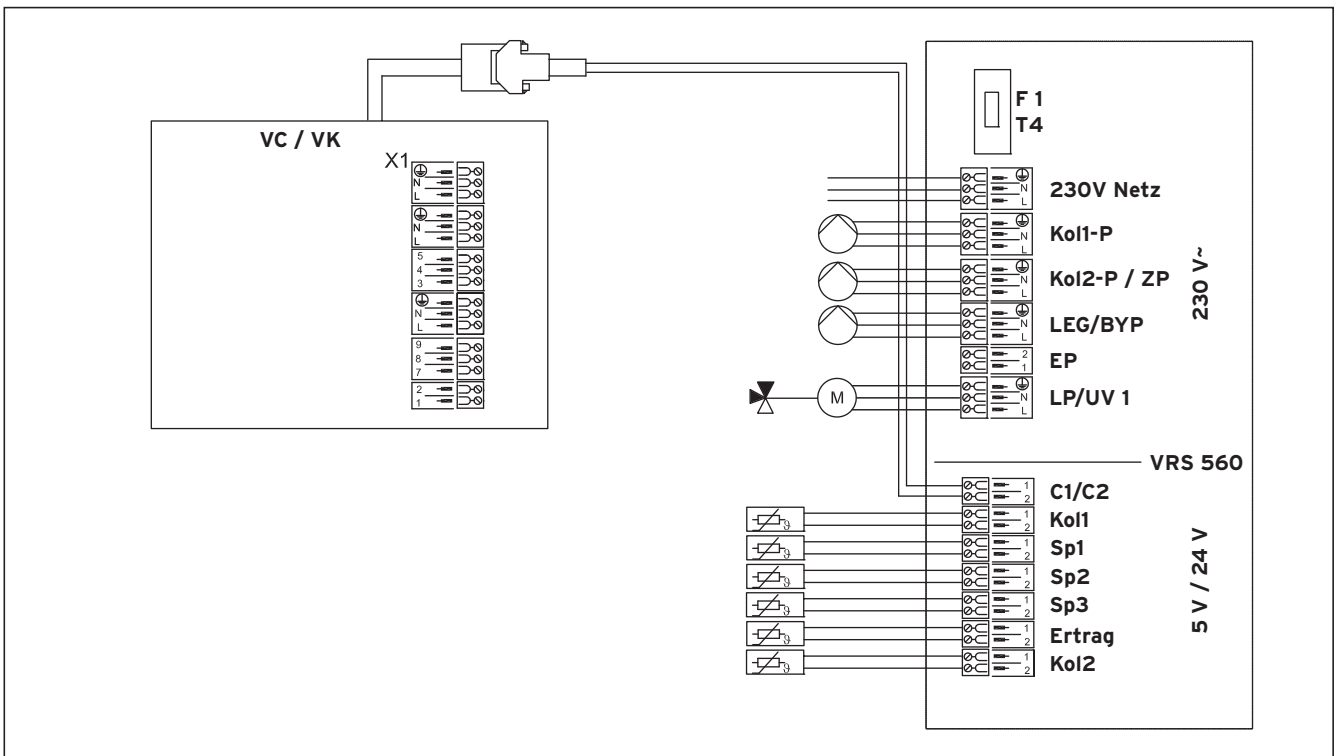 VC / VK
X1
N
L
N
L
5
4
3
N
L
9
8
7
2
1
F 1
T4
N
L
230V Netz
N
L
Kol1-P
N
L
Kol2-P / ZP
N
L
LEG/BYP
2
1
EP
M
N
L
LP/UV 1
230 V~
VRS 560
1
2
C1/C2
ϑ
1
2
Kol1
ϑ
1
2
Sp1
ϑ
1
2
Sp2
ϑ
1
2
Sp3
ϑ
1
2
Ertrag
ϑ
1
2
Kol2
5 V / 24 V